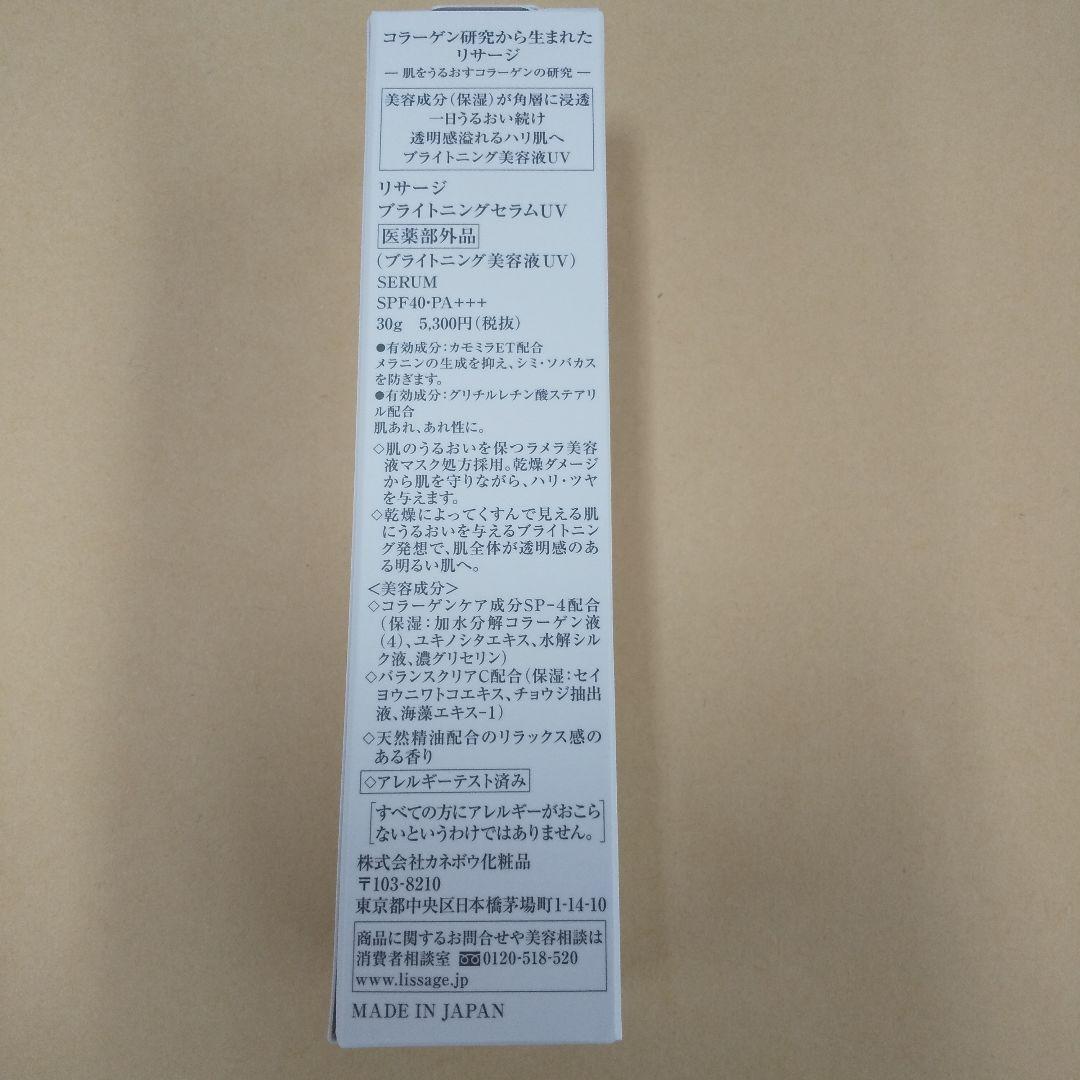 コラーゲン研究から生まれた
リサージ
― 肌をうるおすコラーゲンの研究 ―
美容成分（保湿）が角層に浸透
一日うるおい続け
透明感溢れるハリ肌へ
ブライトニング美容液UV
リサージ
ブライトニングセラムUV
医薬部外品
（ブライトニング美容液UV）
SERUM
SPF40・PA+++
30g 5,300円（税抜）
●有効成分：カモミラET配合
メラニンの生成を抑え、シミ・ソバカス
を防ぎます。
●有効成分：グリチルレチン酸ステアリ
ル配合
肌あれ、あれ性に。
◇肌のうるおいを保つラメラ美容
液マスク処方採用。乾燥ダメージ
から肌を守りながら、ハリ・ツヤ
を与えます。
◇乾燥によってくすんで見える肌
にうるおいを与えるブライトニン
グ発想で、肌全体が透明感のあ
る明るい肌へ。
＜美容成分＞
◇コラーゲンケア成分SP-4配合
（保湿：加水分解コラーゲン液
（4）、ユキノシタエキス、水解シル
ク液、濃グリセリン）
◇バランスクリアC配合（保湿：セイ
ヨウニワトコエキス、チョウジ抽出
液、海藻エキス-1）
◇天然精油配合のリラックス感の
ある香り
◇アレルギーテスト済み
[すべての方にアレルギーがおこら
ないというわけではありません。]
株式会社カネボウ化粧品
〒103-8210
東京都中央区日本橋茅場町1-14-10
商品に関するお問合せや美容相談は
消費者相談室 0120-518-520
www.lissage.jp
MADE IN JAPAN